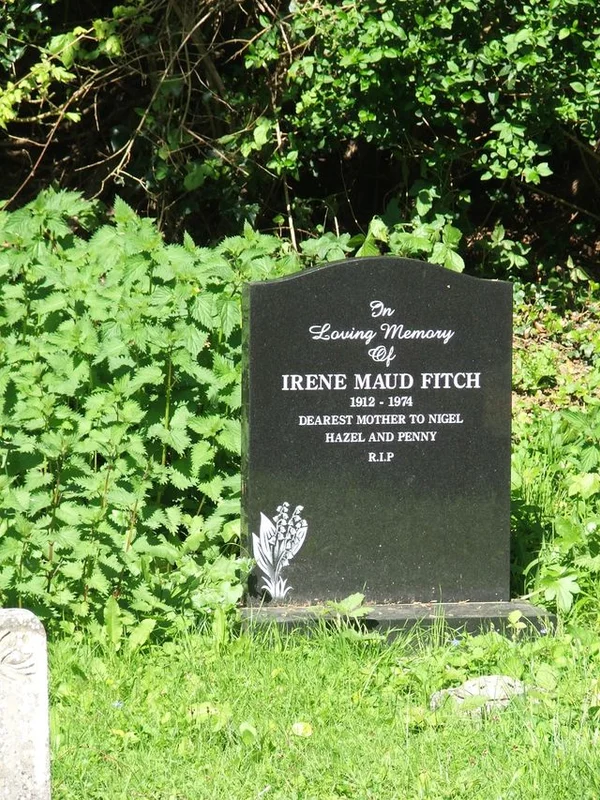 In
Loving Memory
Of
IRENE MAUD FITCH
1912 - 1974
DEAREST MOTHER TO NIGEL
HAZEL AND PENNY
R.I.P